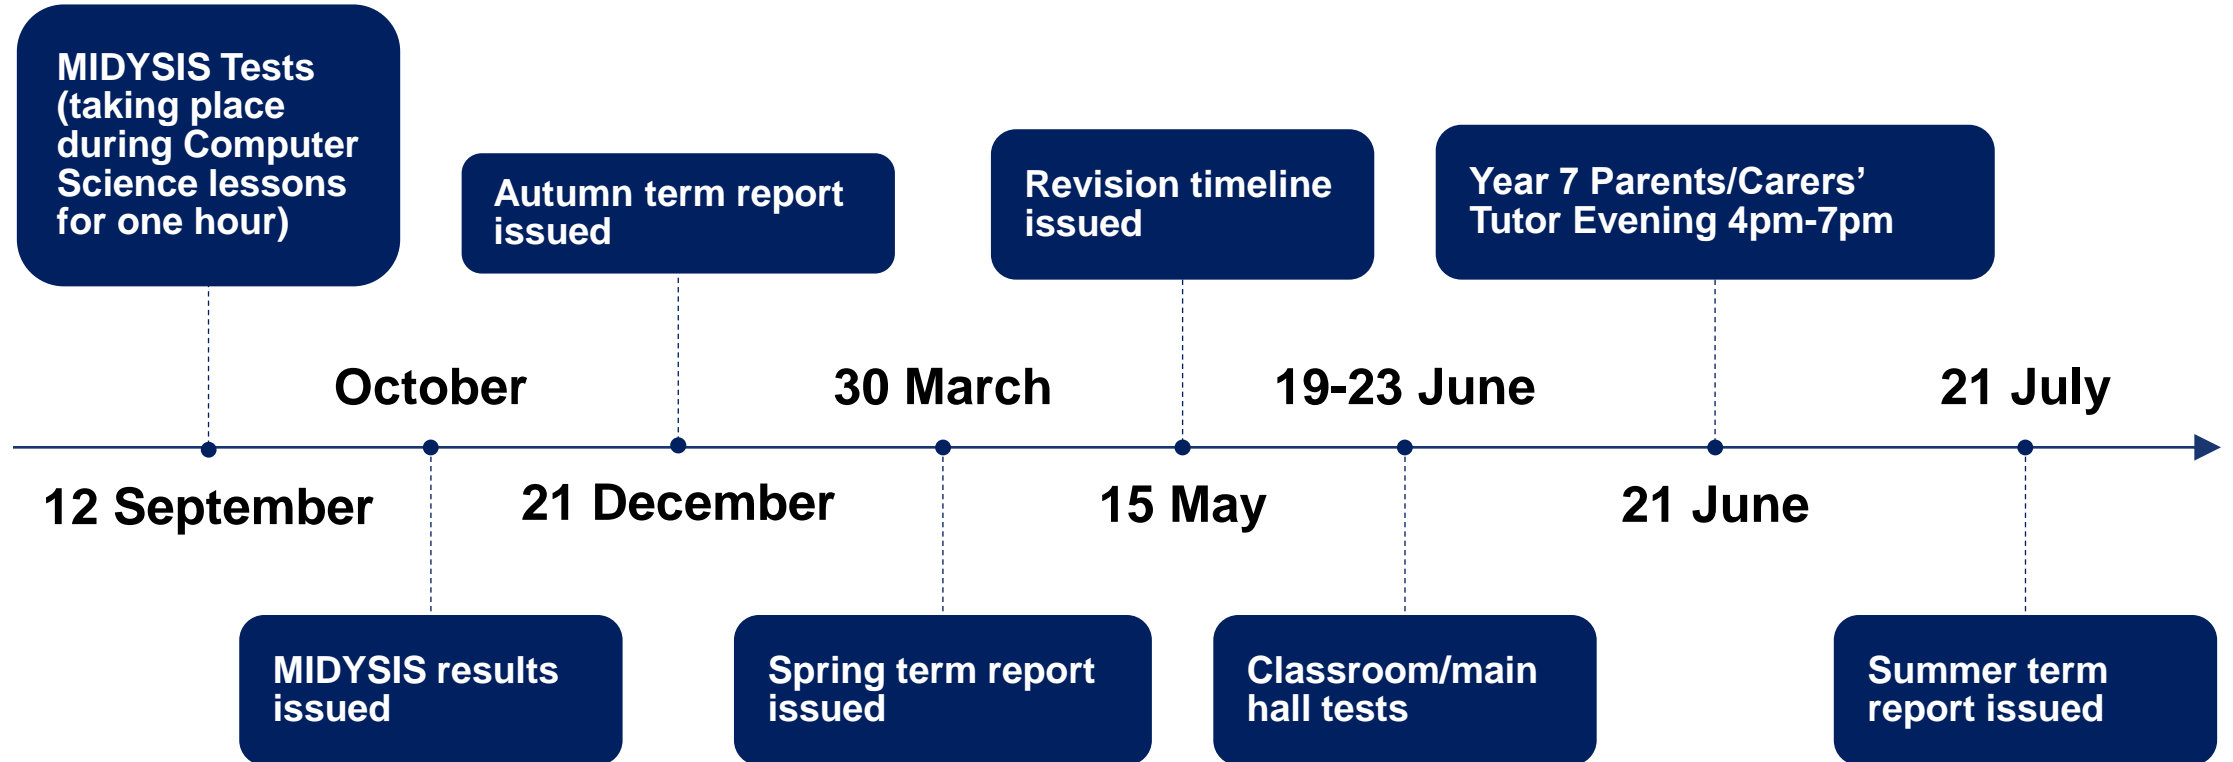 MIDYSIS Tests
(taking place
during Computer
Science lessons
for one hour)
12 September
October
MIDYSIS results
issued
Autumn term report
issued
21 December
30 March
Spring term report
issued
Revision timeline
issued
15 May
19-23 June
Classroom/main
hall tests
Year 7 Parents/Carers’
Tutor Evening 4pm-7pm
21 June
21 July
Summer term
report issued